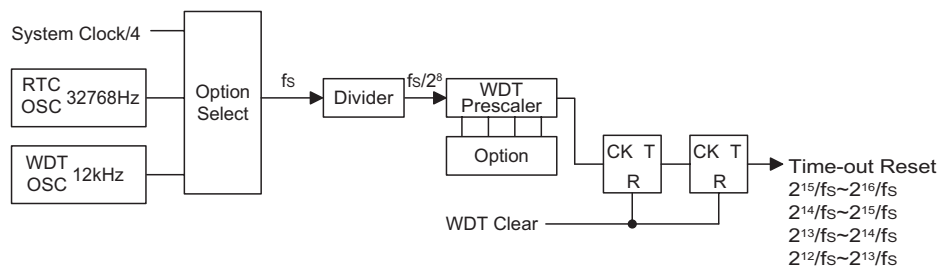 System Clock/4
RTC
OSC 32768Hz
WDT
OSC 12kHz
Option
Select
fS
Divider
fS/2⁸
WDT
Prescaler
Option
CK T
R
CK T
R
WDT Clear
Time-out Reset
2¹⁵/fS~2¹⁶/fS
2¹⁴/fS~2¹⁵/fS
2¹³/fS~2¹⁴/fS
2¹²/fS~2¹³/fS